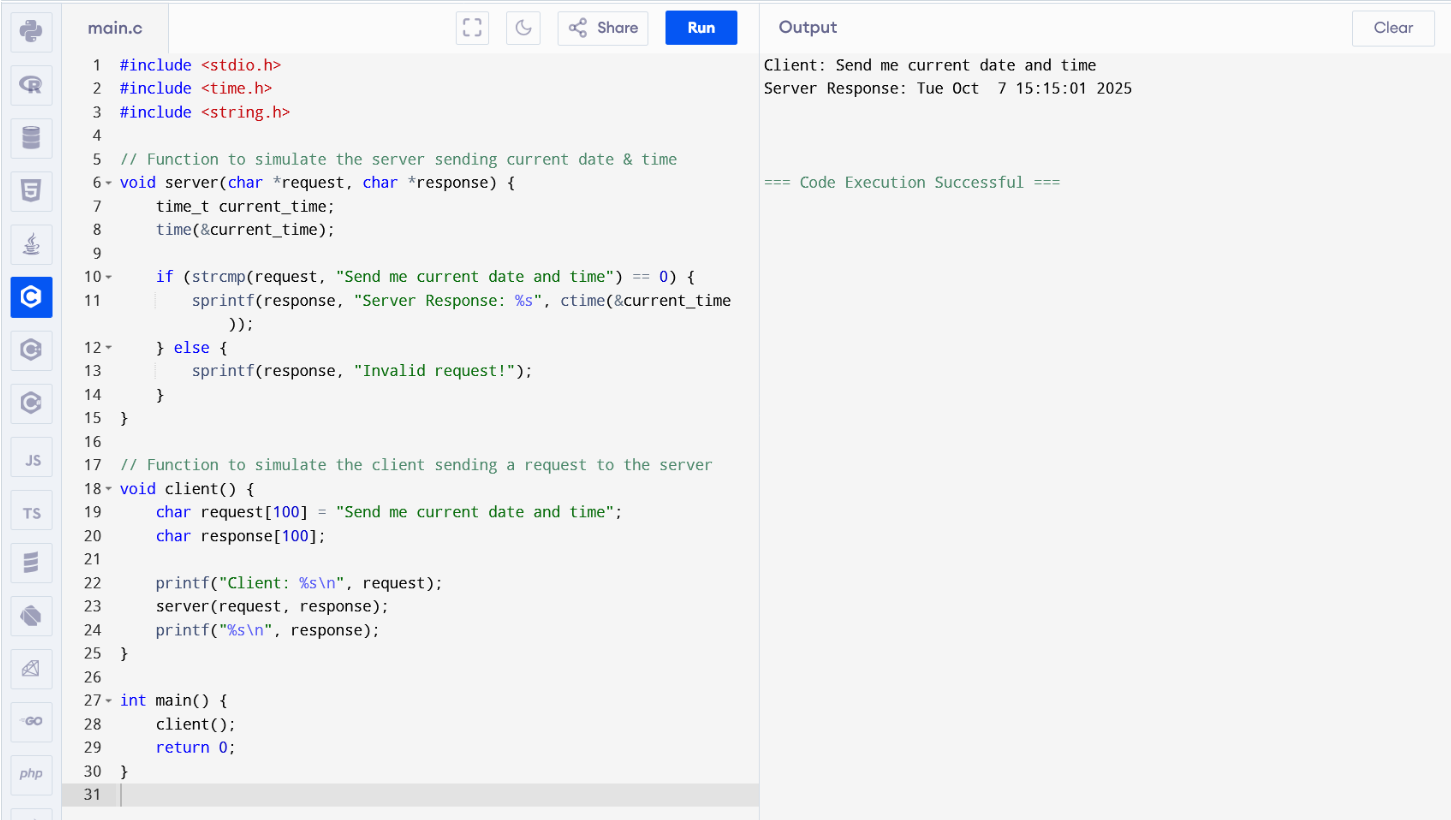 main.c
Share
Run
Output
Clear
1 #include <stdio.h>
2 #include <time.h>
3 #include <string.h>
4
5 // Function to simulate the server sending current date & time
6 void server(char *request, char *response) {
7     time_t current_time;
8     time(&current_time);
9
10     if (strcmp(request, "Send me current date and time") == 0) {
11         sprintf(response, "Server Response: %s", ctime(&current_time
            ));
12     } else {
13         sprintf(response, "Invalid request!");
14     }
15 }
16
17 // Function to simulate the client sending a request to the server
18 void client() {
19     char request[100] = "Send me current date and time";
20     char response[100];
21
22     printf("Client: %s\n", request);
23     server(request, response);
24     printf("%s\n", response);
25 }
26
27 int main() {
28     client();
29     return 0;
30 }
31
Client: Send me current date and time
Server Response: Tue Oct  7 15:15:01 2025
=== Code Execution Successful ===
R
5
C
C
C
JS
TS
GO
php